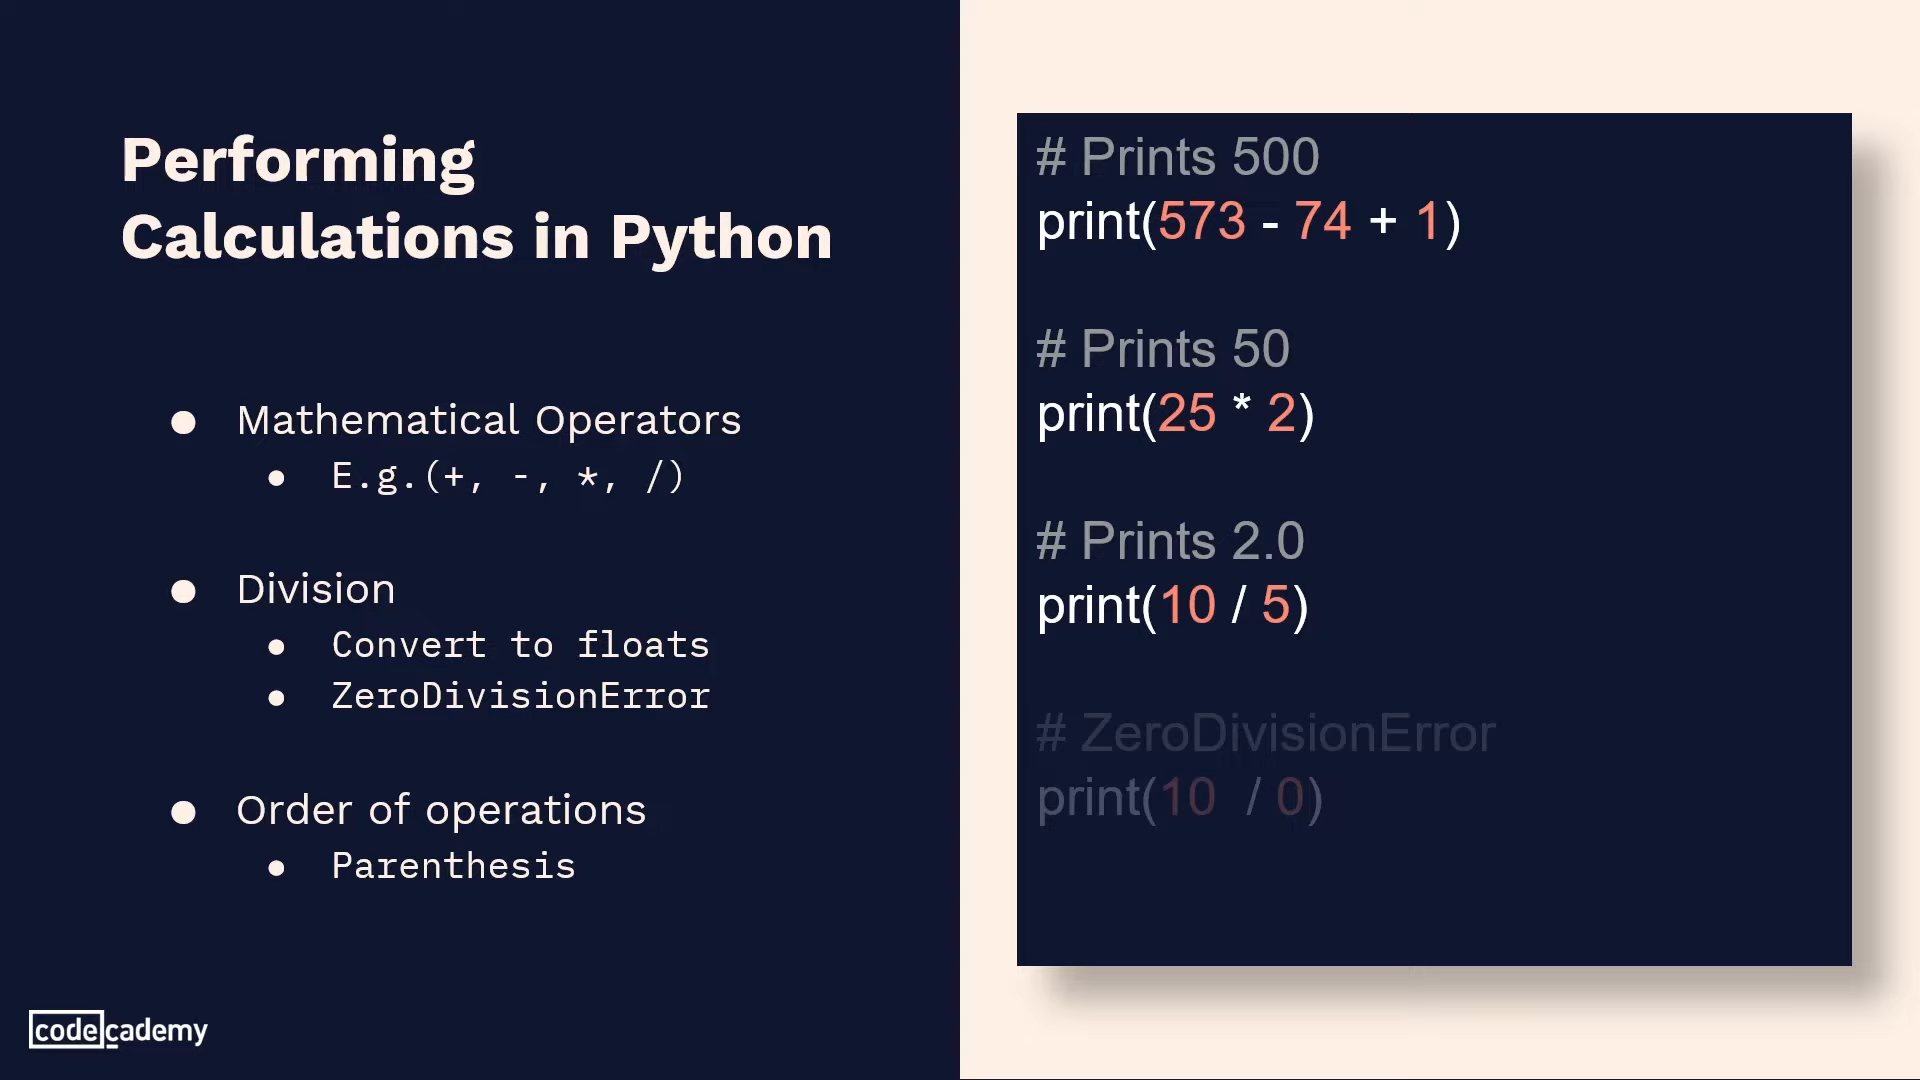 Performing
Calculations in Python
● Mathematical Operators
● E.g.(+, -, *, /)
● Division
● Convert to floats
● ZeroDivisionError
● Order of operations
● Parenthesis
codecademy
# Prints 500
print(573 - 74 + 1)
# Prints 50
print(25 * 2)
# Prints 2.0
print(10 / 5)
# ZeroDivisionError
print(10  / 0)